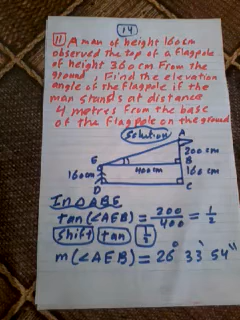 14
11 A man of height 160 cm
observed the top of a flagpole
of height 360 cm from the
ground, Find the elevation
angle of the flagpole if the
man stands at distance
4 metres from the base
of the flagpole on the ground
Solution
A
200 cm
E
B
400cm
160cm
160 cm
D
C
In △ABE
tan (∠AEB) = 200/400 = 1/2
shift tan 1/2
m(∠AEB) = 26° 33' 54"